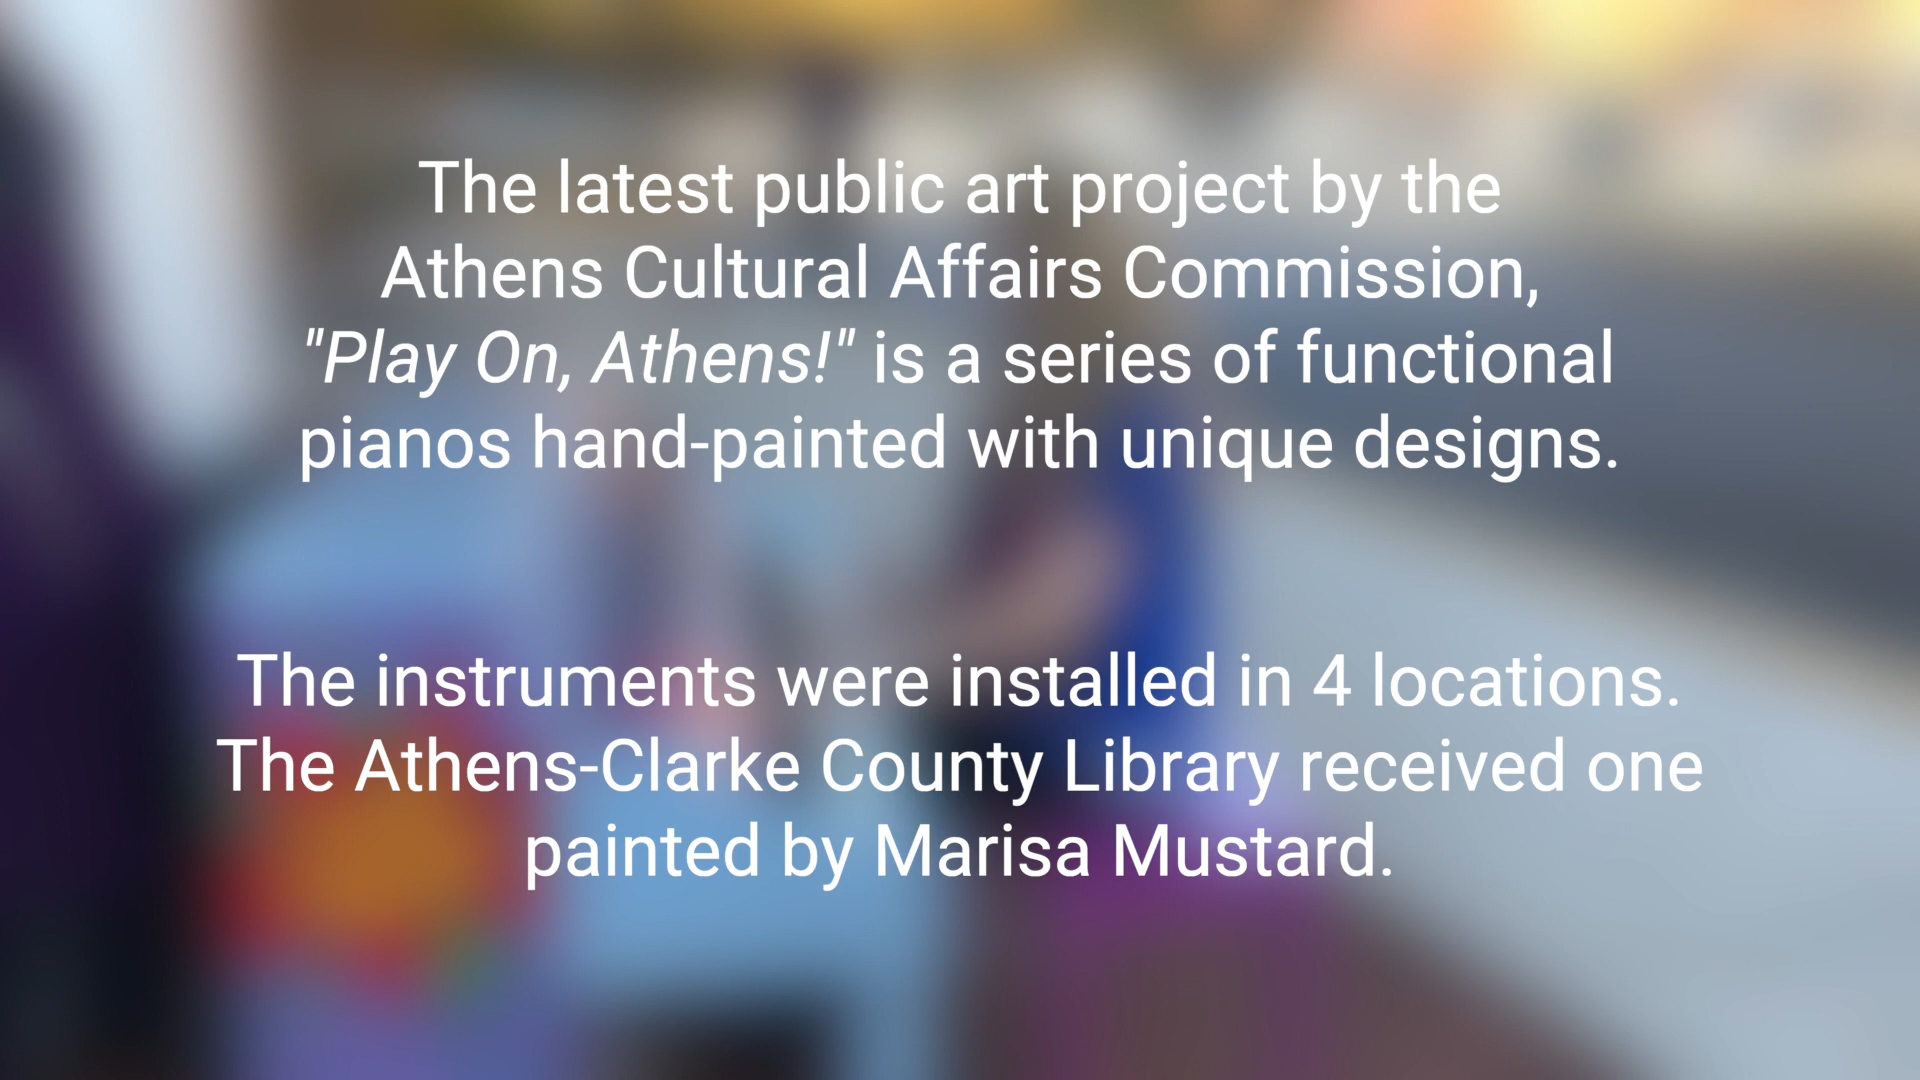 The latest public art project by the
Athens Cultural Affairs Commission,
"Play On, Athens!" is a series of functional
pianos hand-painted with unique designs.
The instruments were installed in 4 locations.
The Athens-Clarke County Library received one
painted by Marisa Mustard.